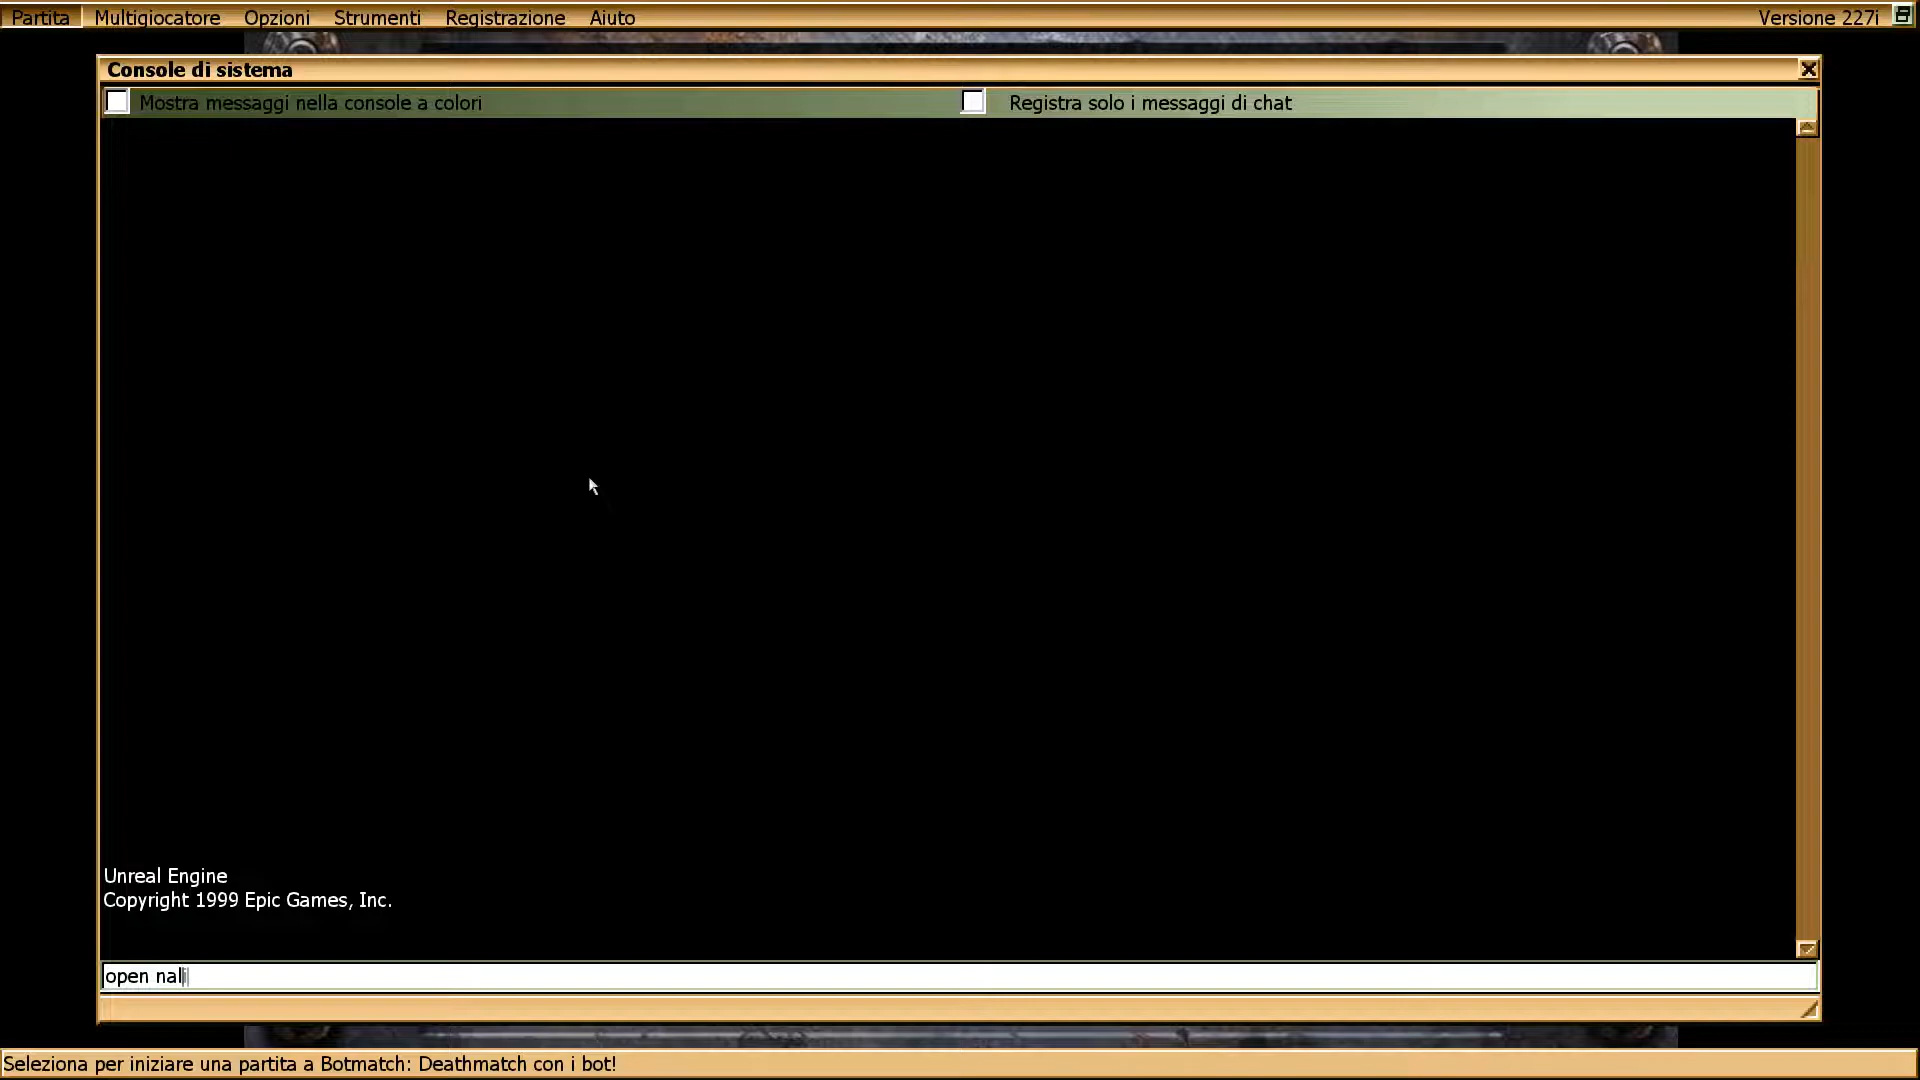 Partita Multigiocatore Opzioni Strumenti Registrazione Aiuto Versione 227i
Console di sistema
Mostra messaggi nella console a colori
Registra solo i messaggi di chat
Unreal Engine
Copyright 1999 Epic Games, Inc.
open nali
Seleziona per iniziare una partita a Botmatch: Deathmatch con i bot!